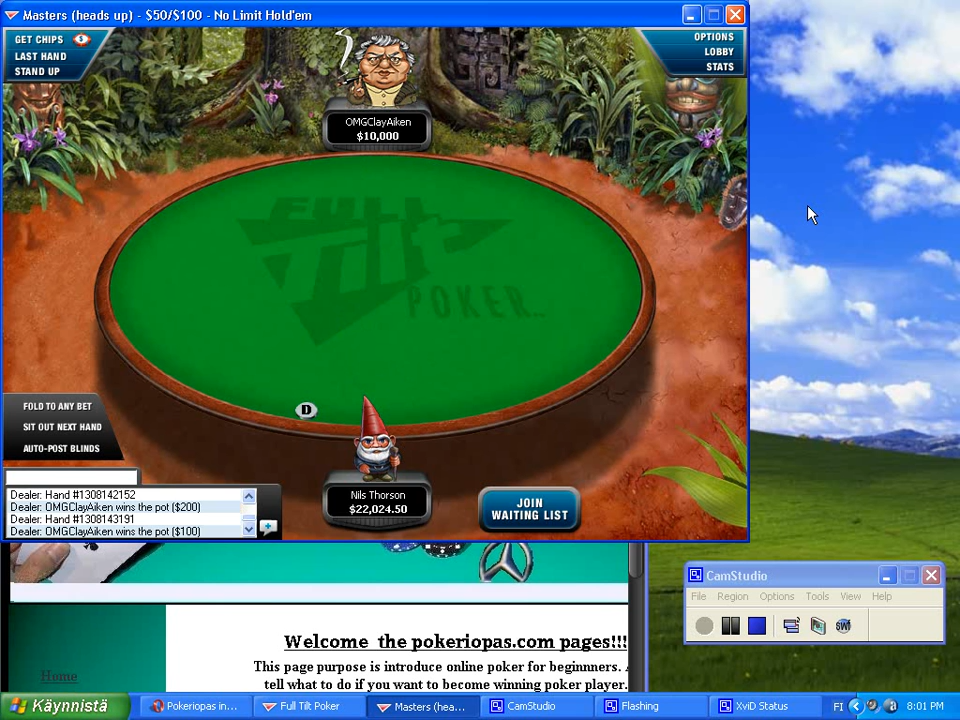 Masters (heads up) - $50/$100 - No Limit Hold'em
GET CHIPS
LAST HAND
STAND UP
OPTIONS
LOBBY
STATS
OMGClayAiken
$10,000
FULL
Tilt
POKER
D
FOLD TO ANY BET
SIT OUT NEXT HAND
AUTO-POST BLINDS
Dealer: Hand #1308142152
Dealer: OMGClayAiken wins the pot ($200)
Dealer: Hand #1308143191
Dealer: OMGClayAiken wins the pot ($100)
Nils Thorson
$22,024.50
JOIN
WAITING LIST
CamStudio
File Region Options Tools View Help
SWF
Welcome the pokeriopas.com pages!!!
This page purpose is introduce online poker for beginnners.
tell what to do if you want to become winning poker player.
Home
Käynnistä
Pokeriopas in...
Full Tilt Poker
Masters (hea...
CamStudio
Flashing
XviD Status
FI
8:01 PM